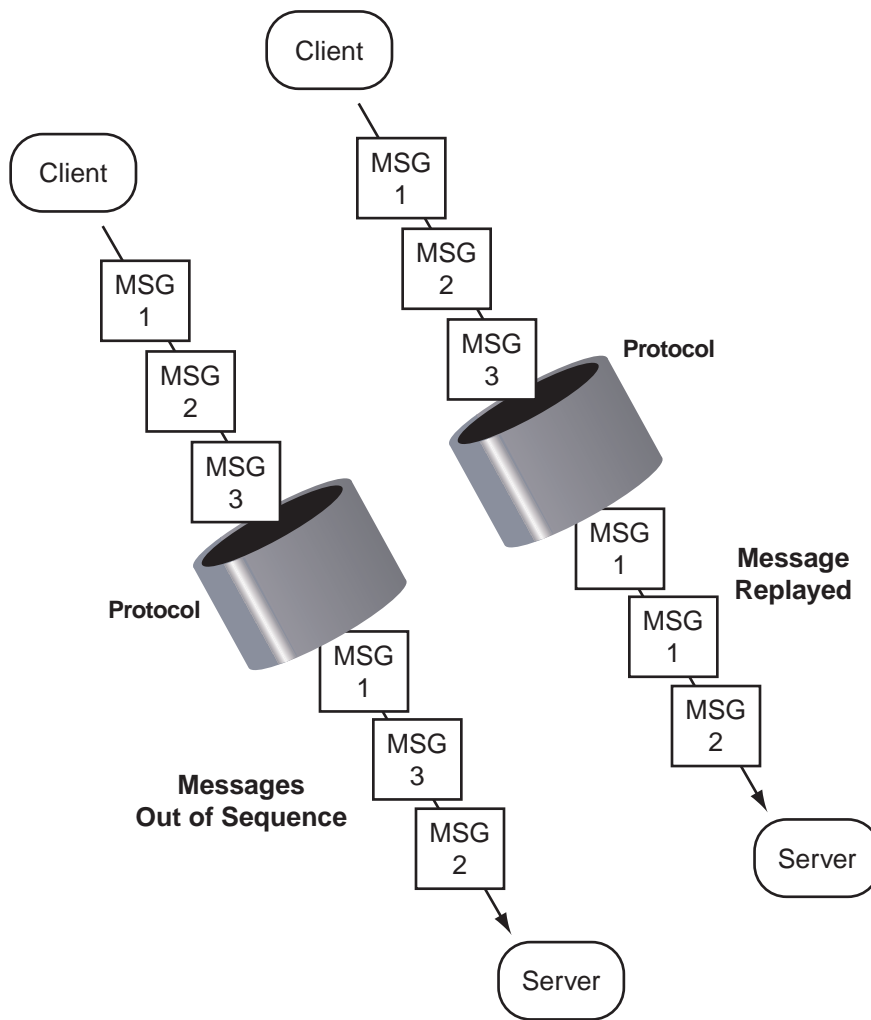 Client
MSG
1
MSG
2
MSG
3
Protocol
MSG
1
MSG
3
MSG
2
Messages
Out of Sequence
Server
Client
MSG
1
MSG
2
MSG
3
Protocol
MSG
1
MSG
1
MSG
2
Message
Replayed
Server